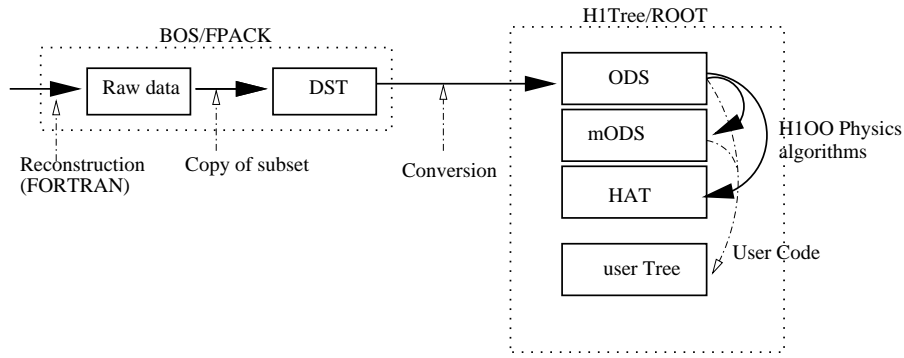 H1Tree/ROOT
BOS/FPACK
Raw data
DST
ODS
mODS
HAT
user Tree
Reconstruction
(FORTRAN)
Copy of subset
Conversion
H1OO Physics
algorithms
User Code